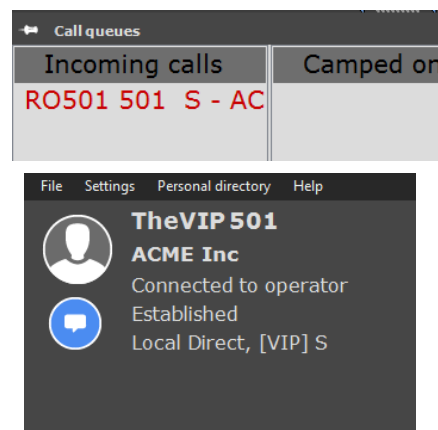 Call queues
Incoming calls Camped on
RO501 501 S - AC
File Settings Personal directory Help
TheVIP 501
ACME Inc
Connected to operator
Established
Local Direct, [VIP] S